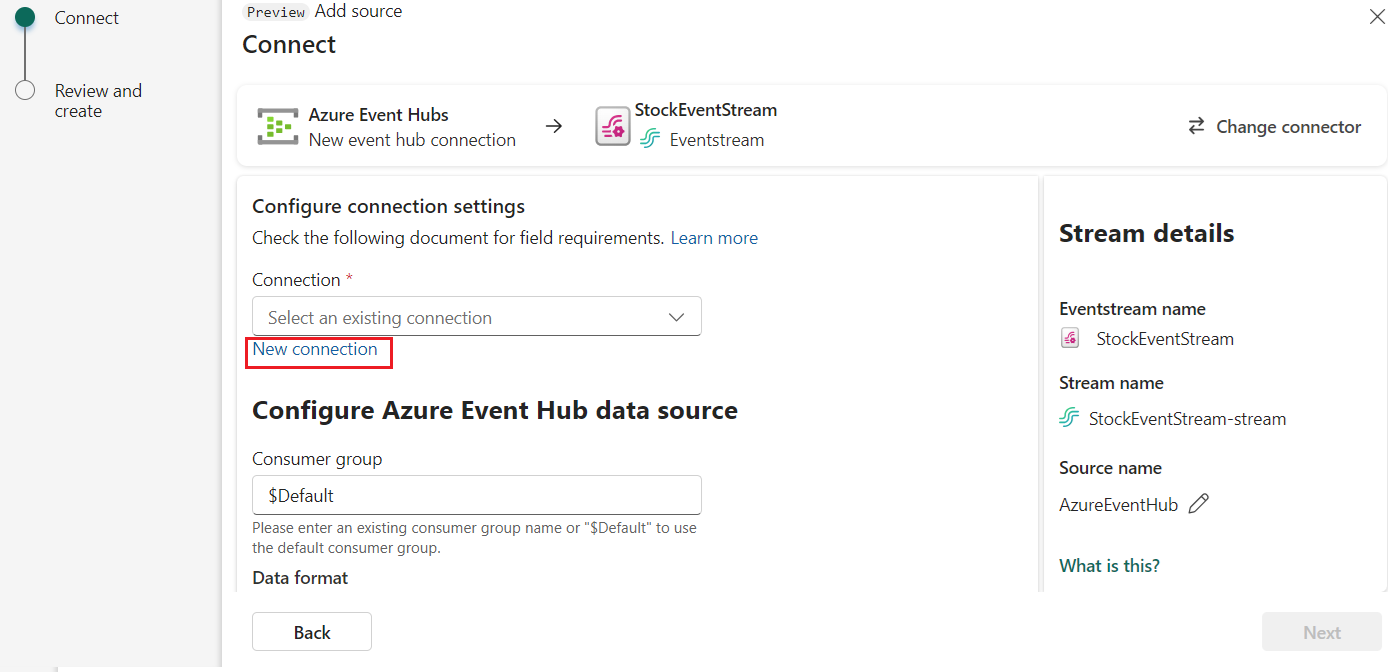 Connect
Review and
create
Preview Add source
Connect
Azure Event Hubs
New event hub connection
StockEventStream
Eventstream
Change connector
Configure connection settings
Check the following document for field requirements. Learn more
Connection *
Select an existing connection
New connection
Configure Azure Event Hub data source
Consumer group
$Default
Please enter an existing consumer group name or "$Default" to use
the default consumer group.
Data format
Stream details
Eventstream name
StockEventStream
Stream name
StockEventStream-stream
Source name
AzureEventHub
What is this?
Back
Next